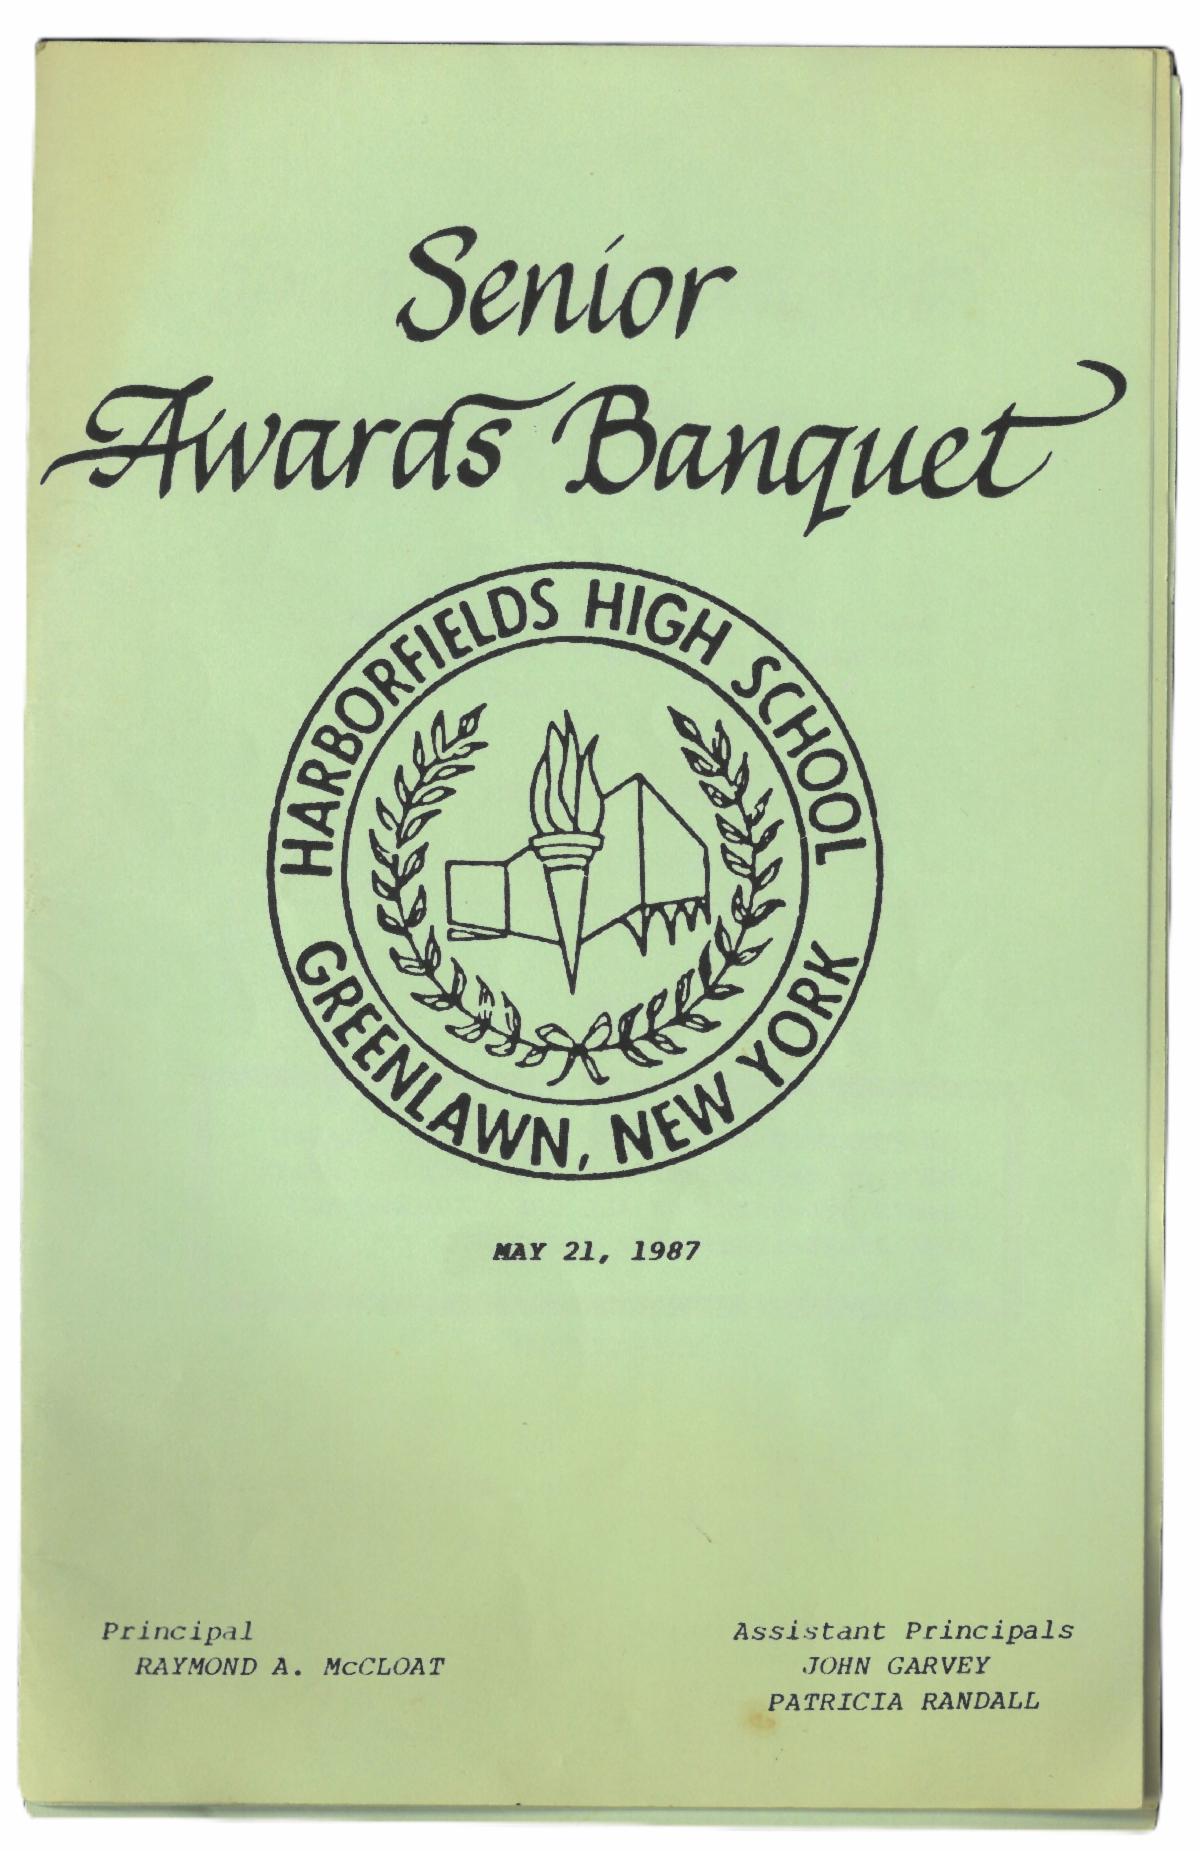 Senior
Awards Banquet
HARBORFIELDS HIGH SCHOOL
GREENLAWN, NEW YORK
MAY 21, 1987
Principal
RAYMOND A. McCLOAT
Assistant Principals
JOHN GARVEY
PATRICIA RANDALL